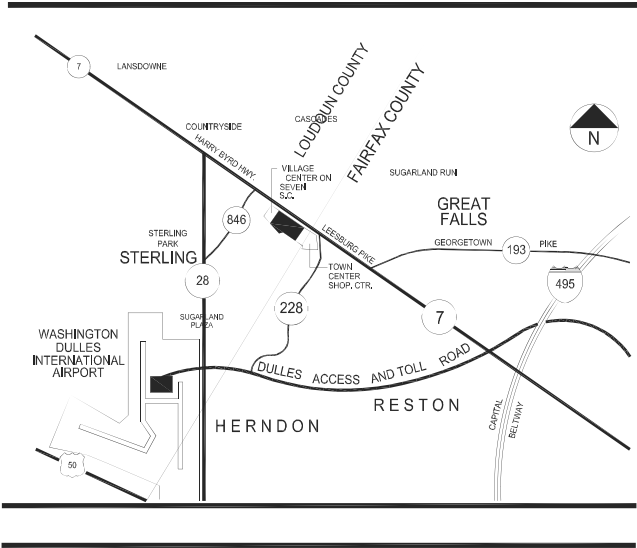 7
LANSDOWNE
LOUDOUN COUNTY
FAIRFAX COUNTY
CASCADES
COUNTRYSIDE
HARRY BYRD HWY.
N
VILLAGE
CENTER ON
SEVEN
S.C.
SUGARLAND RUN
GREAT
FALLS
846
STERLING
PARK
STERLING
LEESBURG PIKE
GEORGETOWN
193
PIKE
TOWN
CENTER
SHOP. CTR.
28
495
228
7
SUGARLAND
PLAZA
WASHINGTON
DULLES
INTERNATIONAL
AIRPORT
DULLES ACCESS AND TOLL ROAD
RESTON
HERNDON
CAPITAL
BELTWAY
50